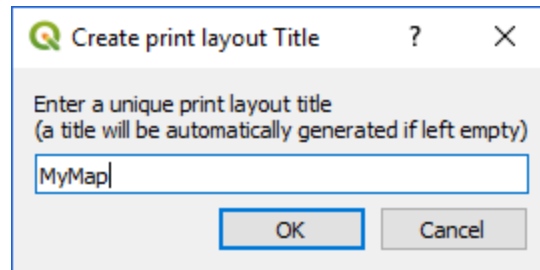 Create print layout Title ?
Enter a unique print layout title
(a title will be automatically generated if left empty)
MyMap
OK Cancel